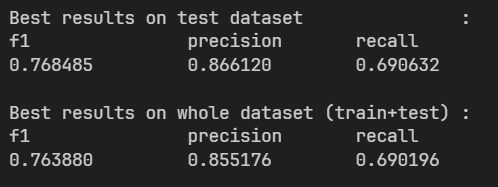 Best results on test dataset :
f1 precision recall
0.768485 0.866120 0.690632
Best results on whole dataset (train+test) :
f1 precision recall
0.763880 0.855176 0.690196